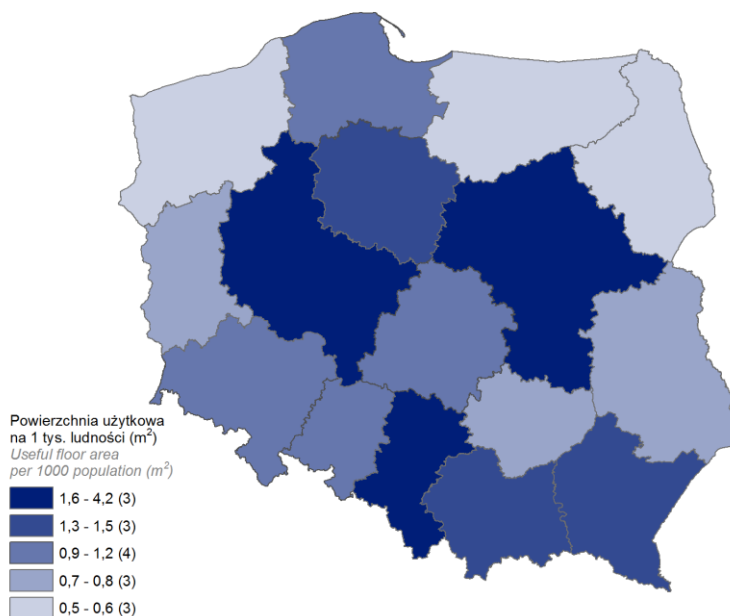 Powierzchnia użytkowa
na 1 tys. ludności (m²)
Useful floor area
per 1000 population (m²)
1,6 - 4,2 (3)
1,3 - 1,5 (3)
0,9 - 1,2 (4)
0,7 - 0,8 (3)
0,5 - 0,6 (3)